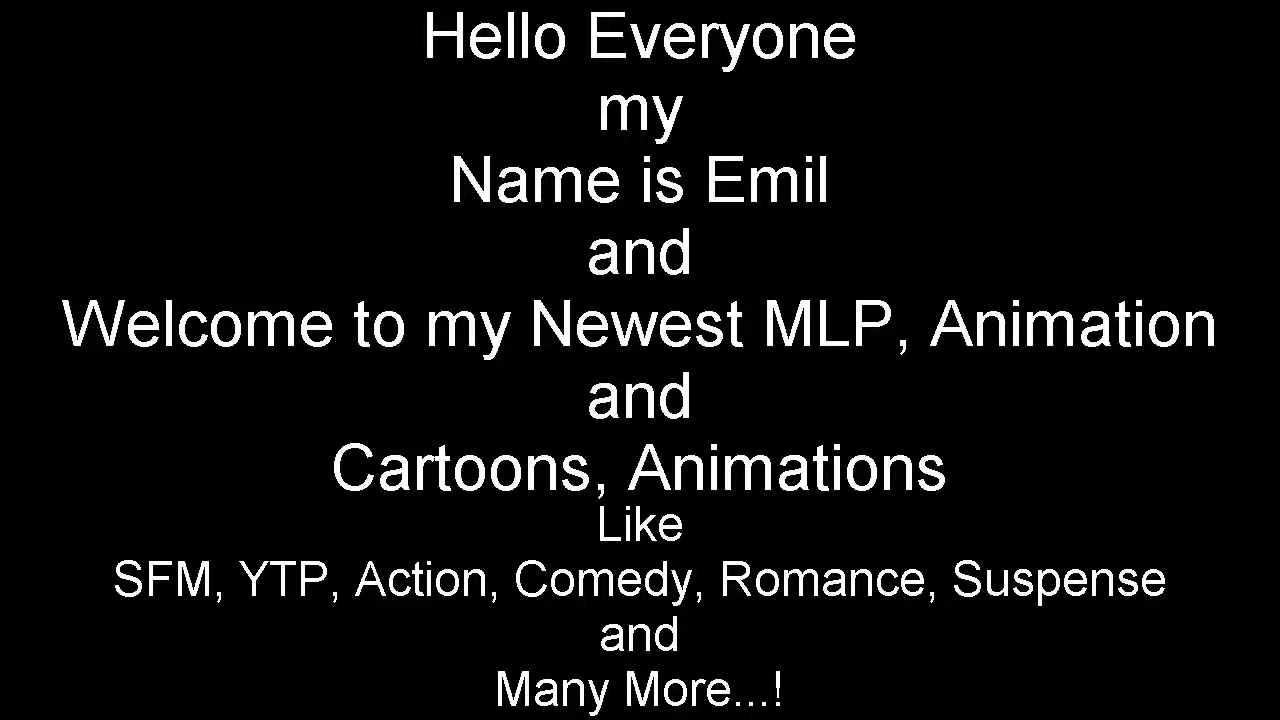 Hello Everyone
my
Name is Emil
and
Welcome to my Newest MLP, Animation
and
Cartoons, Animations
Like
SFM, YTP, Action, Comedy, Romance, Suspense
and
Many More...!